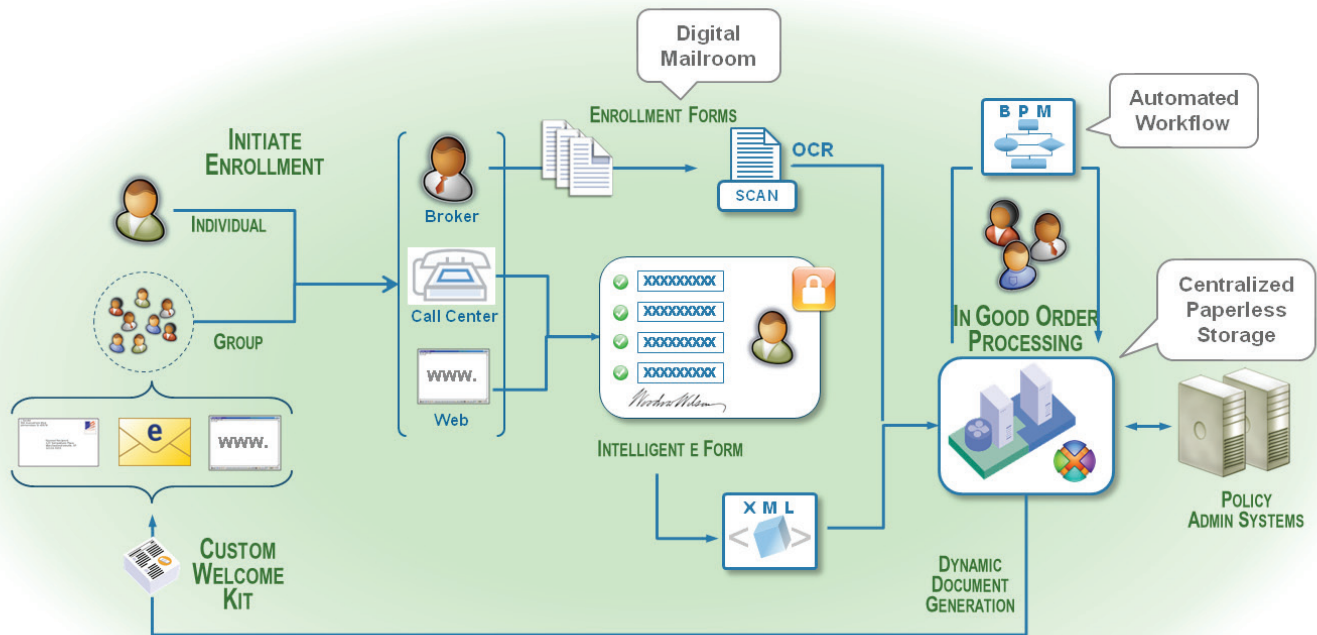 Digital
Mailroom
ENROLLMENT FORMS
B P M
Automated
Workflow
INITIATE
ENROLLMENT
OCR
SCAN
INDIVIDUAL
Broker
XXXXXXXXX
XXXXXXXXX
XXXXXXXXX
XXXXXXXXX
Call Center
GROUP
www.
Web
IN GOOD ORDER
PROCESSING
Centralized
Paperless
Storage
e
www.
INTELLIGENT E FORM
X M L
POLICY
ADMIN SYSTEMS
CUSTOM
WELCOME
KIT
DYNAMIC
DOCUMENT
GENERATION